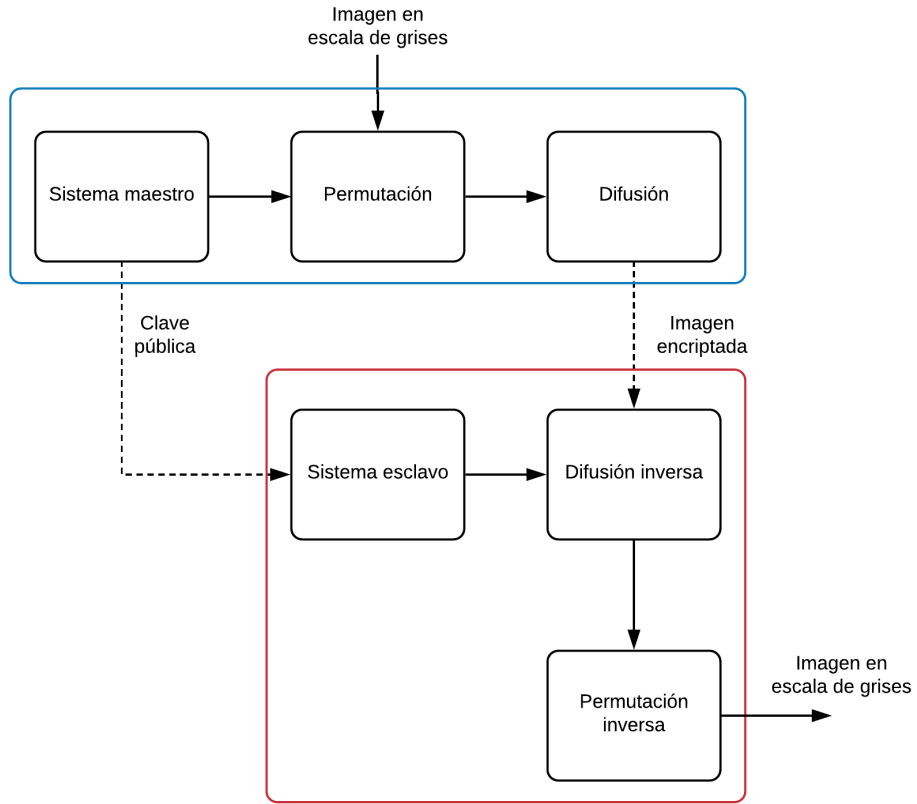 Imagen en
escala de grises
Sistema maestro
Permutación
Difusión
Clave
pública
Imagen
encriptada
Sistema esclavo
Difusión inversa
Permutación
inversa
Imagen en
escala de grises